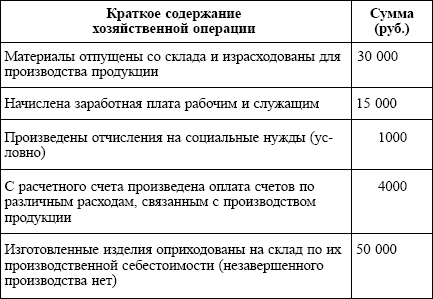 Краткое содержание
хозяйственной операции
Сумма
(руб.)
Материалы отпущены со склада и израсходованы для
производства продукции
30 000
Начислена заработная плата рабочим и служащим
15 000
Произведены отчисления на социальные нужды (ус-
ловно)
1000
С расчетного счета произведена оплата счетов по
различным расходам, связанным с производством
продукции
4000
Изготовленные изделия оприходованы на склад по их
производственной себестоимости (незавершенного
производства нет)
50 000